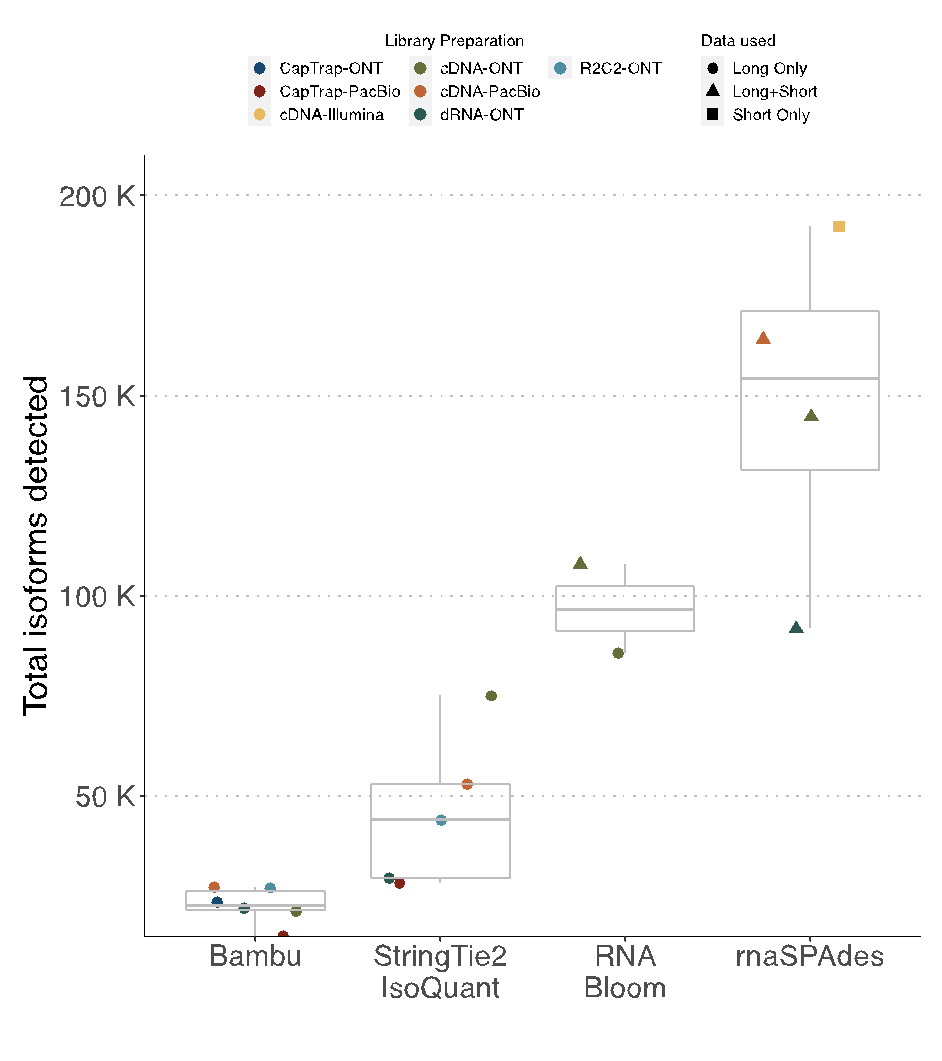 Library Preparation
Data used
CapTrap-ONT
cDNA-ONT
R2C2-ONT
Long Only
CapTrap-PacBio
cDNA-PacBio
Long+Short
cDNA-Illumina
dRNA-ONT
Short Only
200 K
150 K
100 K
50 K
Total isoforms detected
Bambu
StringTie2
IsoQuant
RNA
Bloom
rnaSPAdes